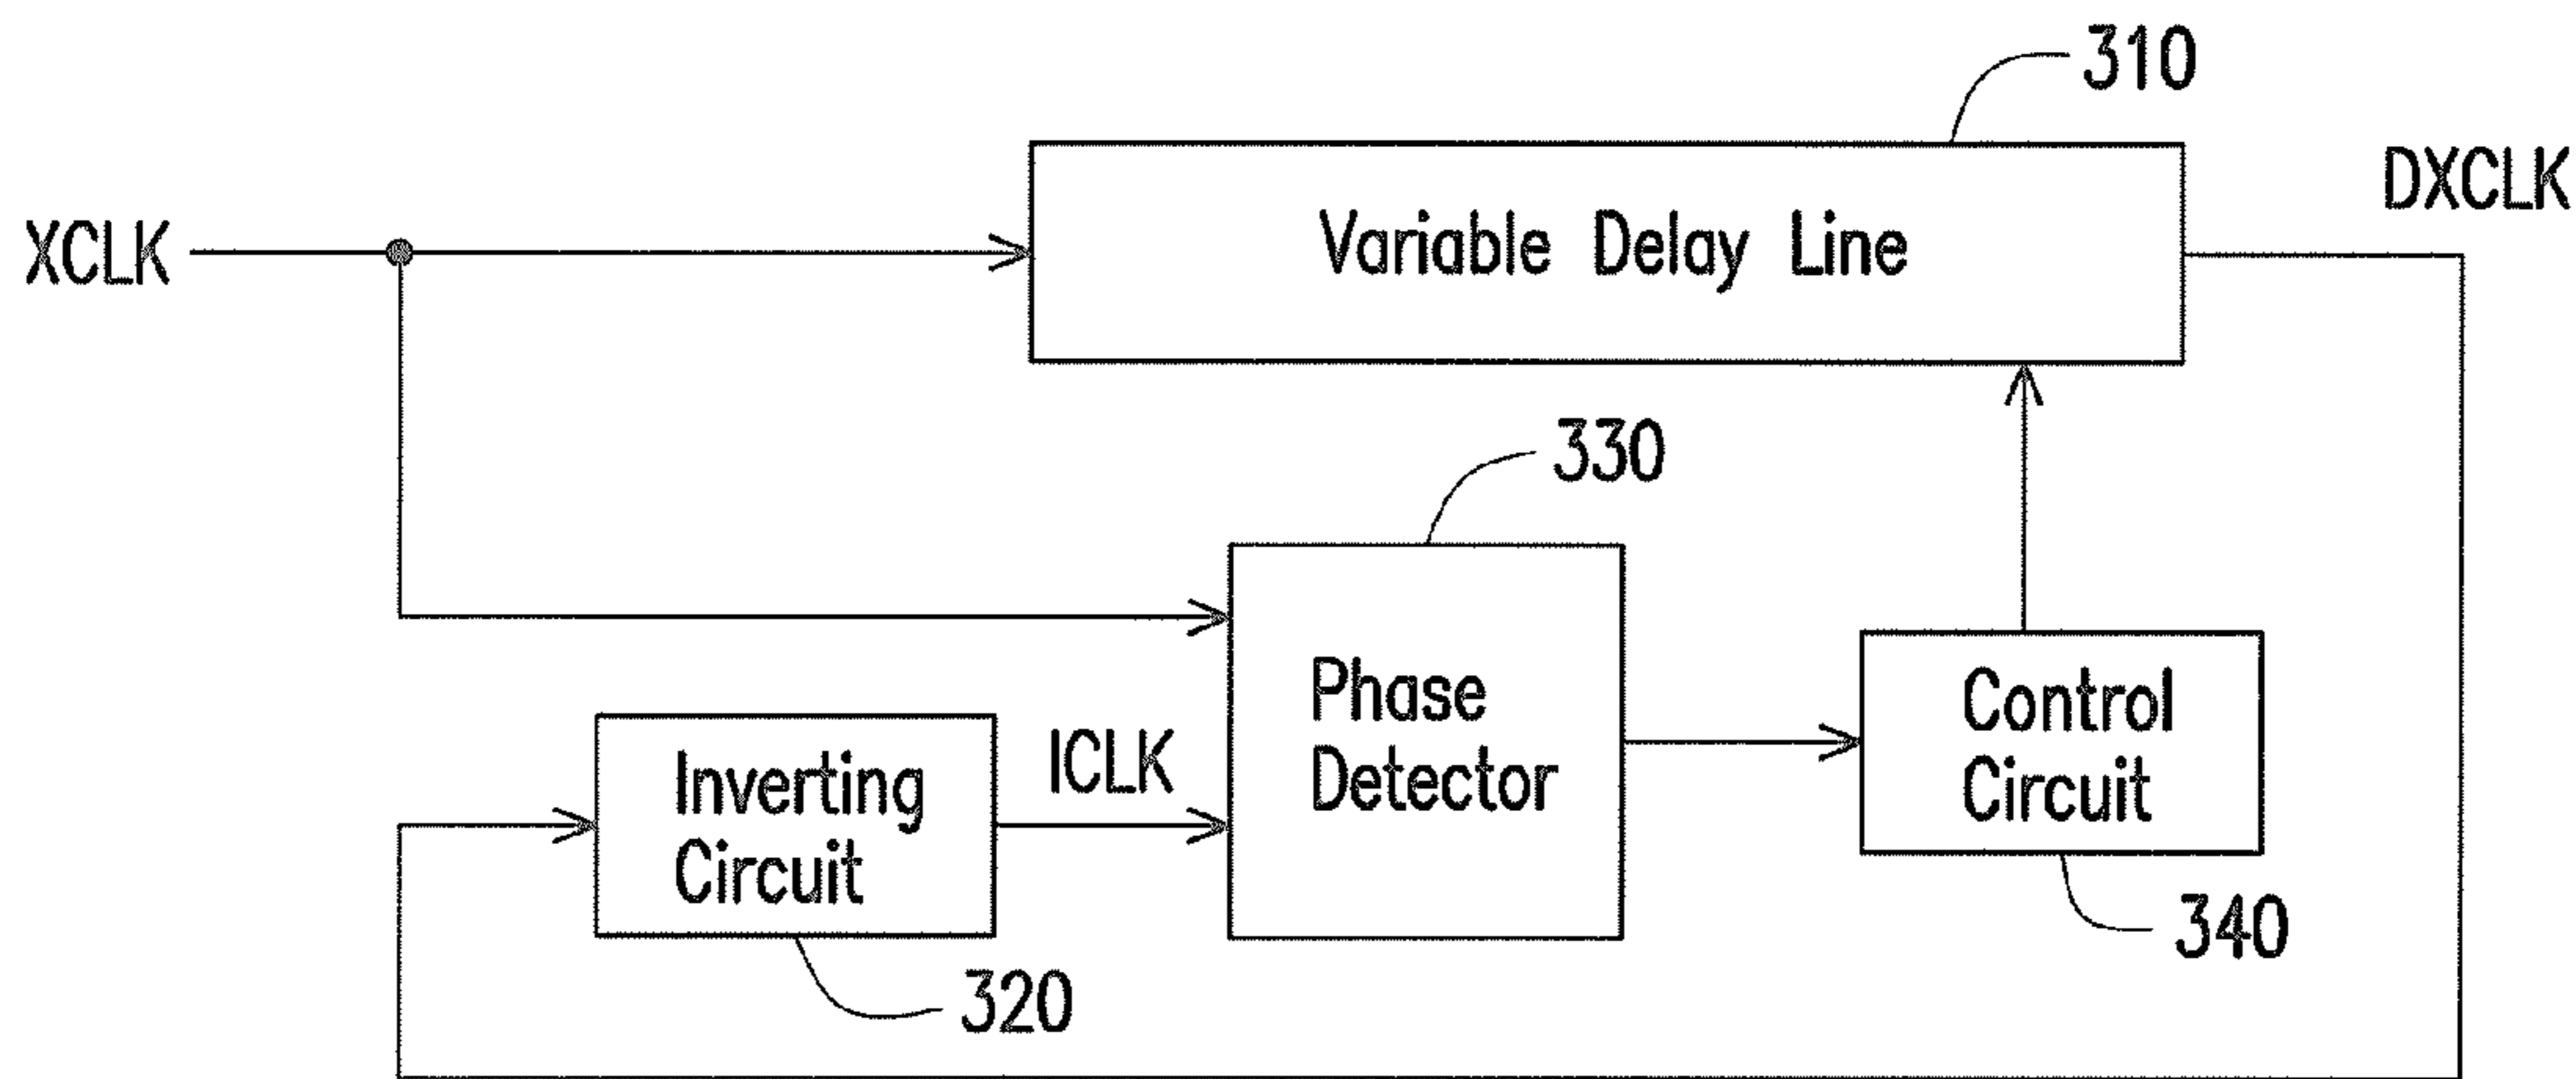 310
DXCLK
XCLK
Variable Delay Line
330
Phase
Detector
Control
Circuit
ICLK
Inverting
Circuit
340
320